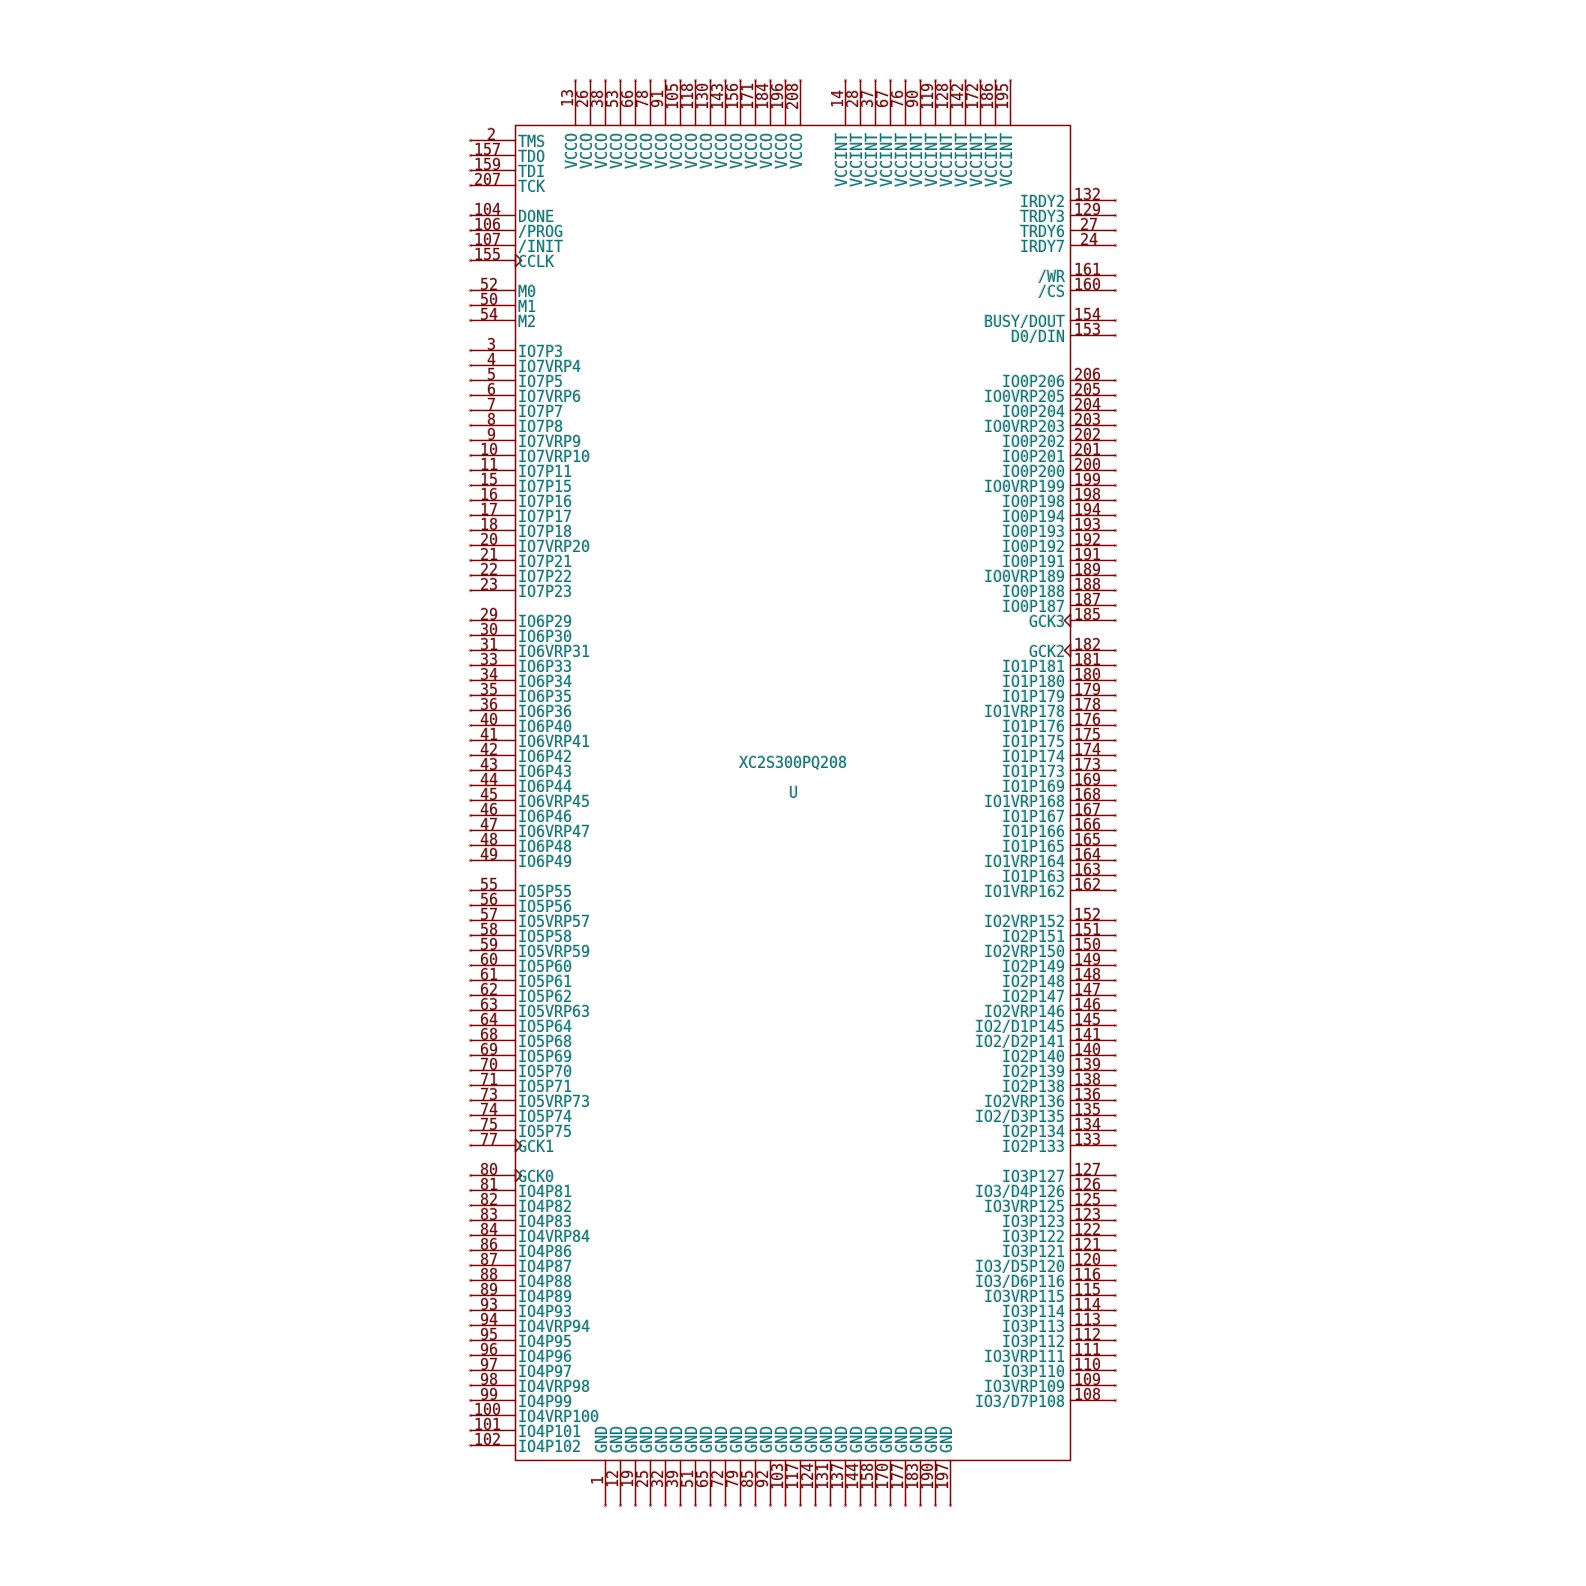 13 26 38 53 66 78 91 105 118 130 143 156 171 184 196 208 14 28 37 67 76 90 119 128 142 172 186 195
VCCO VCCO VCCO VCCO VCCO VCCO VCCO VCCO VCCO VCCO VCCO VCCO VCCO VCCO VCCO VCCO VCCINT VCCINT VCCINT VCCINT VCCINT VCCINT VCCINT VCCINT VCCINT VCCINT VCCINT VCCINT
2 TMS
157 TDO
159 TDI
207 TCK
104 DONE
106 /PROG
107 /INIT
155 CCLK
52 M0
50 M1
54 M2
3 IO7P3
4 IO7VRP4
5 IO7P5
6 IO7VRP6
7 IO7P7
8 IO7P8
9 IO7VRP9
10 IO7VRP10
11 IO7P11
15 IO7P15
16 IO7P16
17 IO7P17
18 IO7P18
20 IO7VRP20
21 IO7P21
22 IO7P22
23 IO7P23
29 IO6P29
30 IO6P30
31 IO6VRP31
33 IO6P33
34 IO6P34
35 IO6P35
36 IO6P36
40 IO6P40
41 IO6VRP41
42 IO6P42
43 IO6P43
44 IO6P44
45 IO6VRP45
46 IO6P46
47 IO6VRP47
48 IO6P48
49 IO6P49
55 IO5P55
56 IO5P56
57 IO5VRP57
58 IO5P58
59 IO5VRP59
60 IO5P60
61 IO5P61
62 IO5P62
63 IO5VRP63
64 IO5P64
68 IO5P68
69 IO5P69
70 IO5P70
71 IO5P71
73 IO5VRP73
74 IO5P74
75 IO5P75
77 GCK1
80 GCK0
81 IO4P81
82 IO4P82
83 IO4P83
84 IO4VRP84
86 IO4P86
87 IO4P87
88 IO4P88
89 IO4P89
93 IO4P93
94 IO4VRP94
95 IO4P95
96 IO4P96
97 IO4P97
98 IO4VRP98
99 IO4P99
100 IO4VRP100
101 IO4P101
102 IO4P102
XC2S300PQ208
U
IRDY2 132
TRDY3 129
TRDY6 27
IRDY7 24
/WR 161
/CS 160
BUSY/DOUT 154
D0/DIN 153
IO0P206 206
IO0VRP205 205
IO0P204 204
IO0VRP203 203
IO0P202 202
IO0P201 201
IO0P200 200
IO0VRP199 199
IO0P198 198
IO0P194 194
IO0P193 193
IO0P192 192
IO0P191 191
IO0VRP189 189
IO0P188 188
IO0P187 187
GCK3 185
GCK2 182
IO1P181 181
IO1P180 180
IO1P179 179
IO1VRP178 178
IO1P176 176
IO1P175 175
IO1P174 174
IO1P173 173
IO1P169 169
IO1VRP168 168
IO1P167 167
IO1P166 166
IO1P165 165
IO1VRP164 164
IO1P163 163
IO1VRP162 162
IO2VRP152 152
IO2P151 151
IO2VRP150 150
IO2P149 149
IO2P148 148
IO2P147 147
IO2VRP146 146
IO2/D1P145 145
IO2/D2P141 141
IO2P140 140
IO2P139 139
IO2P138 138
IO2VRP136 136
IO2/D3P135 135
IO2P134 134
IO2P133 133
IO3P127 127
IO3/D4P126 126
IO3VRP125 125
IO3P123 123
IO3P122 122
IO3P121 121
IO3/D5P120 120
IO3/D6P116 116
IO3VRP115 115
IO3P114 114
IO3P113 113
IO3P112 112
IO3VRP111 111
IO3P110 110
IO3VRP109 109
IO3/D7P108 108
GND GND GND GND GND GND GND GND GND GND GND GND GND GND GND GND GND GND GND GND GND GND GND GND
1 12 19 25 32 39 51 65 72 79 85 92 103 117 124 131 137 144 158 170 177 183 190 197